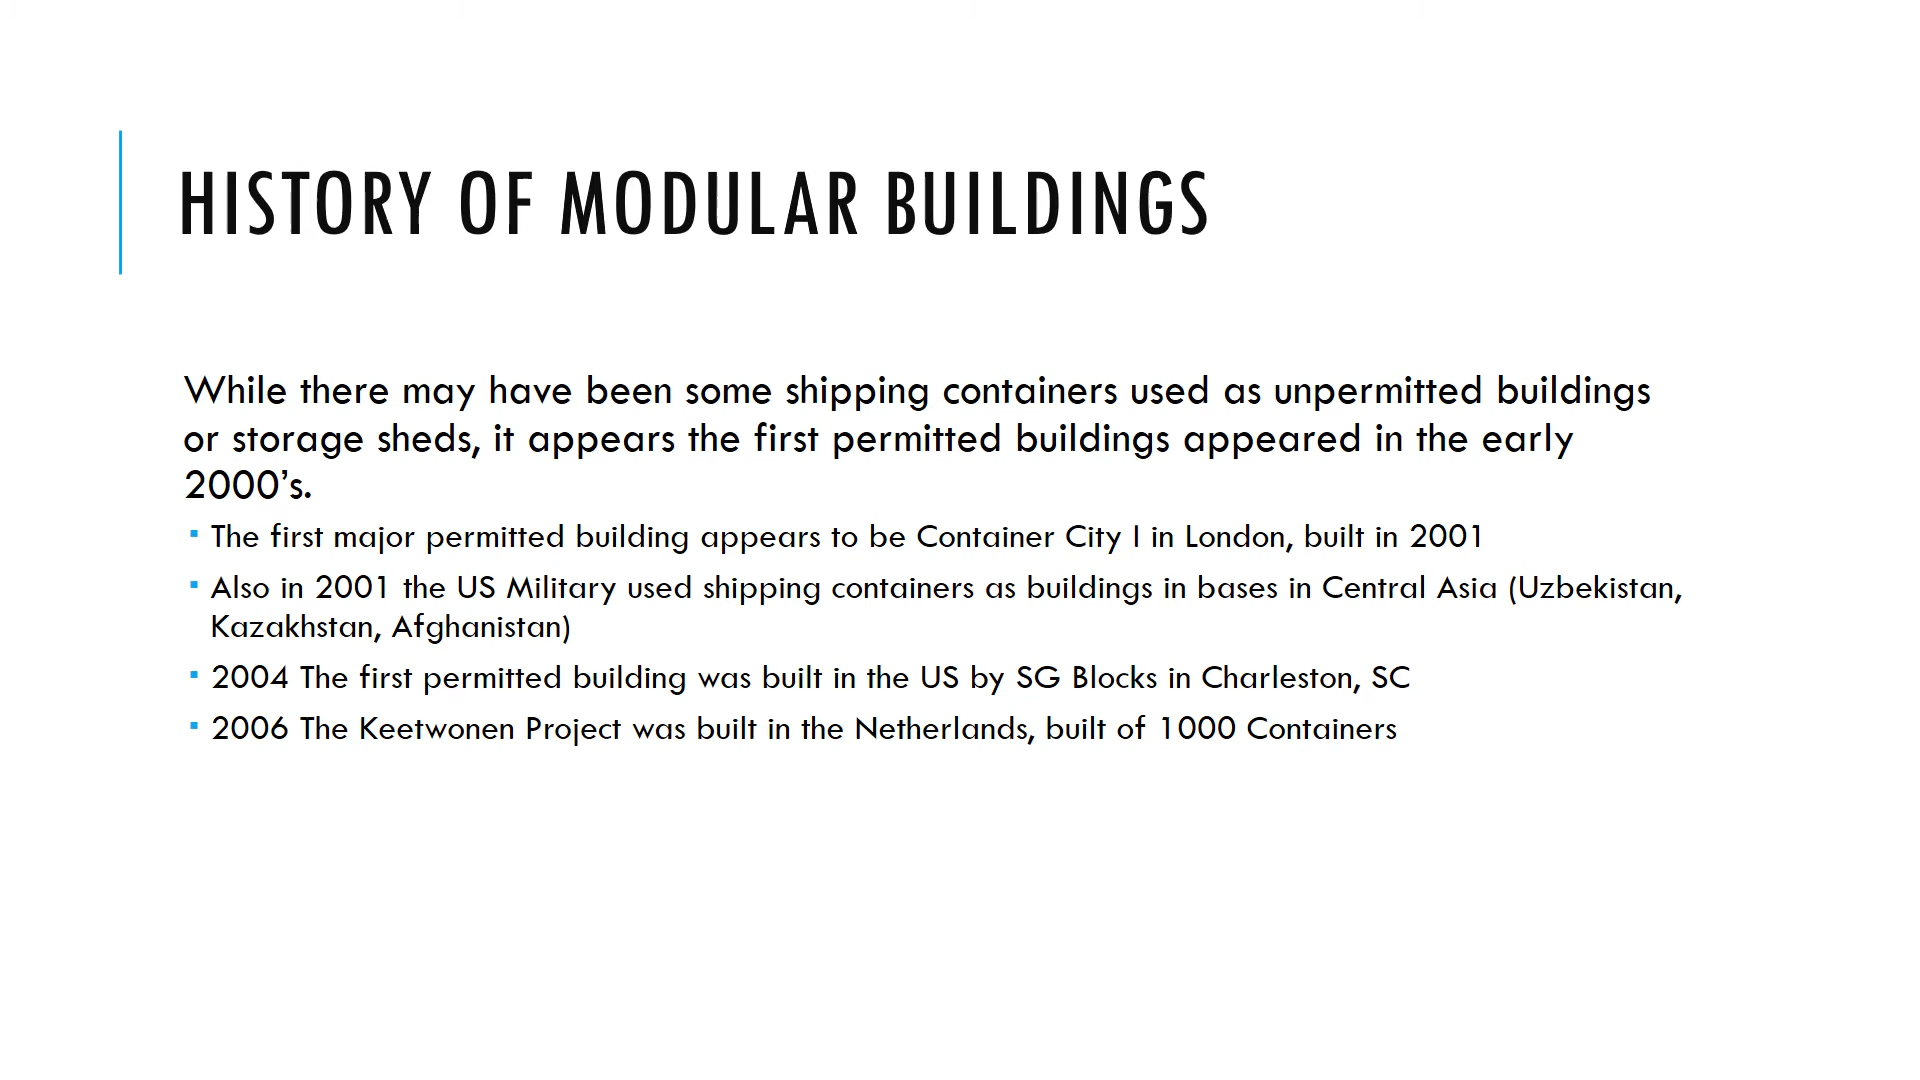 HISTORY OF MODULAR BUILDINGS
While there may have been some shipping containers used as unpermitted buildings
or storage sheds, it appears the first permitted buildings appeared in the early
2000’s.
▪ The first major permitted building appears to be Container City I in London, built in 2001
▪ Also in 2001 the US Military used shipping containers as buildings in bases in Central Asia (Uzbekistan,
Kazakhstan, Afghanistan)
▪ 2004 The first permitted building was built in the US by SG Blocks in Charleston, SC
▪ 2006 The Keetwonen Project was built in the Netherlands, built of 1000 Containers